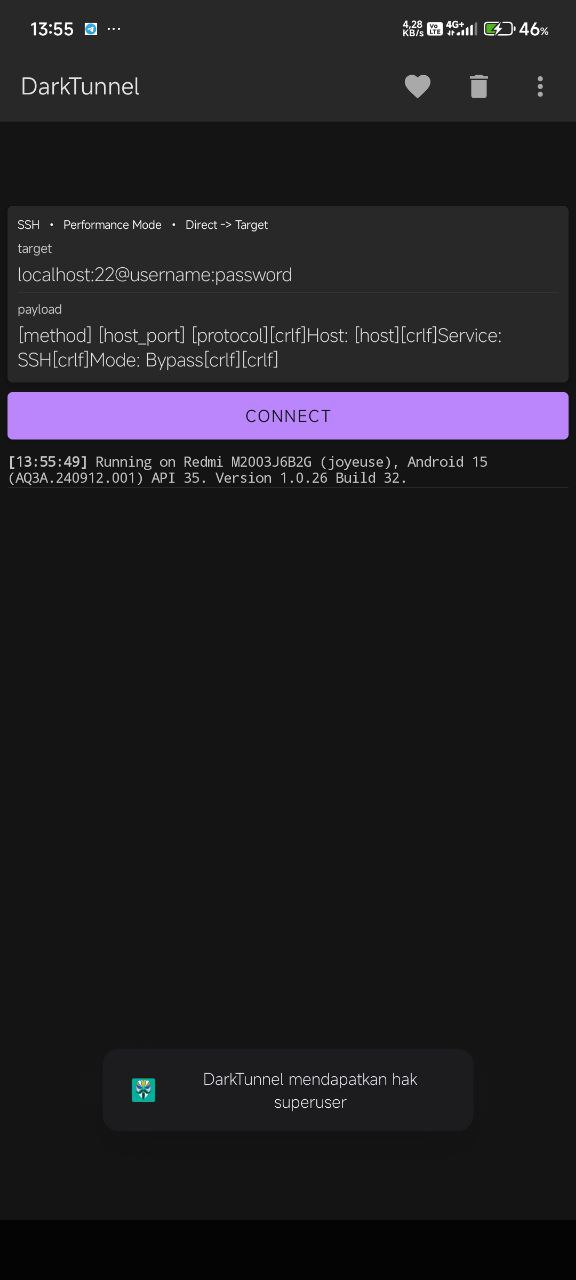 13:55 ... 4,28 KB/s Vo LTE 4G+ 46%
DarkTunnel
SSH • Performance Mode • Direct -> Target
target
localhost:22@username:password
payload
[method] [host_port] [protocol][crlf]Host: [host][crlf]Service:
SSH[crlf]Mode: Bypass[crlf][crlf]
CONNECT
[13:55:49] Running on Redmi M2003J6B2G (joyeuse), Android 15
(AQ3A.240912.001) API 35. Version 1.0.26 Build 32.
DarkTunnel mendapatkan hak
superuser